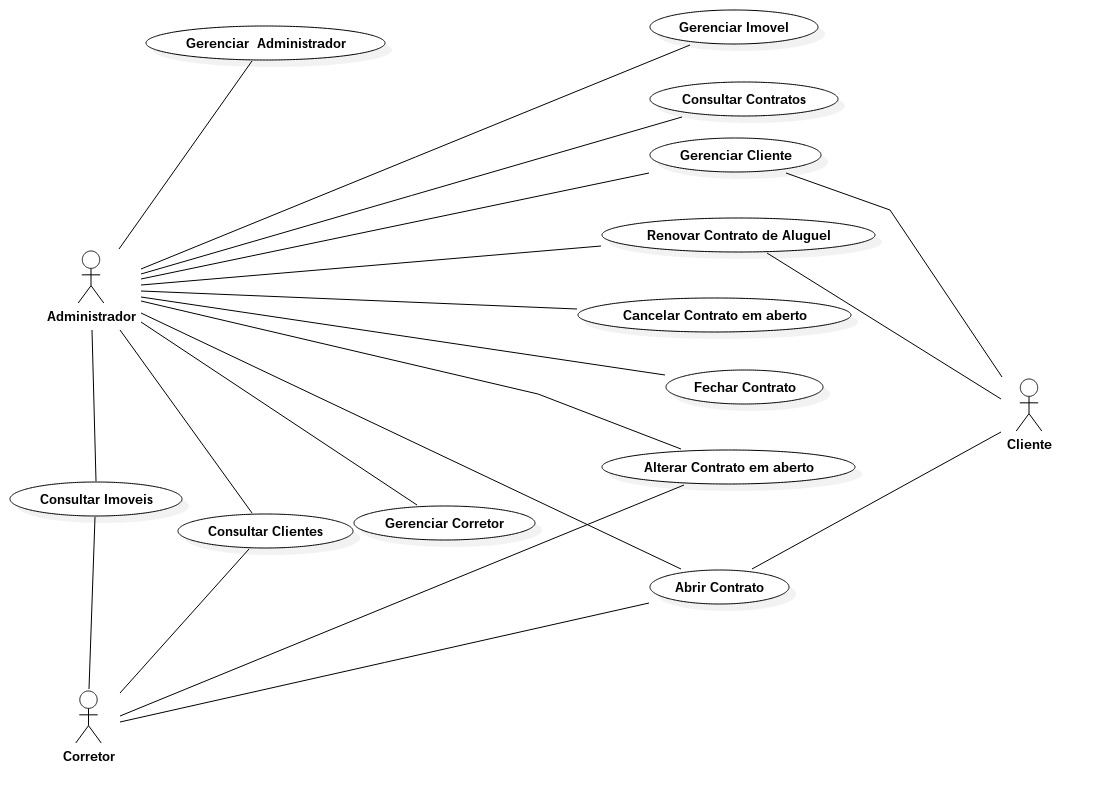 Gerenciar Imovel
Gerenciar  Administrador
Consultar Contratos
Gerenciar Cliente
Renovar Contrato de Aluguel
Administrador
Cancelar Contrato em aberto
Fechar Contrato
Cliente
Alterar Contrato em aberto
Consultar Imoveis
Gerenciar Corretor
Consultar Clientes
Abrir Contrato
Corretor